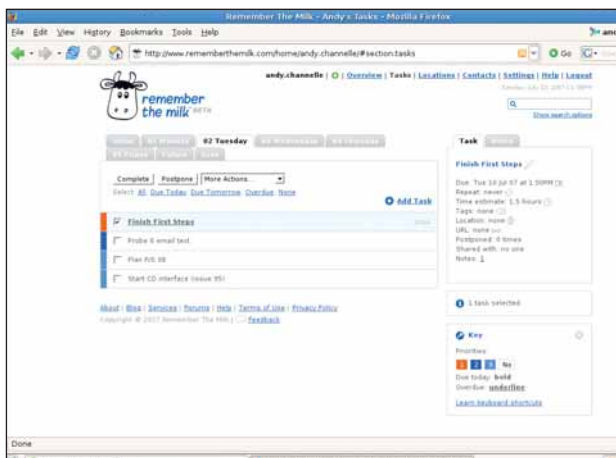 Remember The Milk - Andy's Tasks - Mozilla Firefox
File Edit View History Bookmarks Tools Help
http://www.rememberthemilk.com/home/andy.channelle/#section.tasks
Go
andy.channelle | Overview | Tasks | Locations | Contacts | Settings | Help | Logout
remember the milk BETA
Show search options
02 Tuesday
Task
Complete Postpone More Actions...
Select: All, Due Today, Due Tomorrow, Overdue, None
Add Task
Finish First Steps
Probe 6 email text
Plan P/S 98
Start CD interface (issue 95)
Finish First Steps
Due: Tue 10 Jul 07 at 1:50PM
Repeat: never
Time estimate: 1.5 hours
Tags: none
Location: none
URL: none
Postponed: 0 times
Shared with: no one
Notes: 1
1 task selected
Key
Priorities:
1 2 3 No
Due today: bold
Overdue: underline
Learn keyboard shortcuts
About | Blog | Services | Forums | Help | Terms of Use | Privacy Policy
Copyright © 2007 Remember The Milk | Feedback
Done